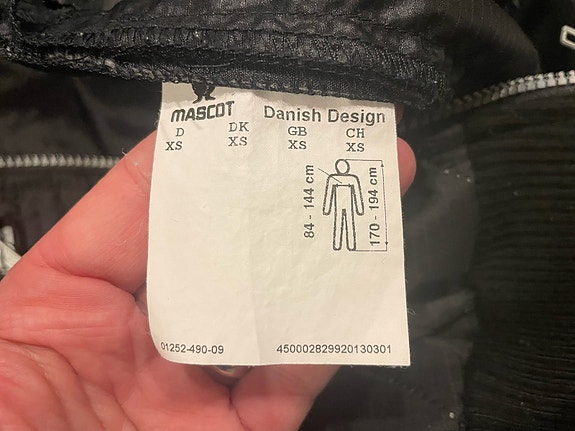 MASCOT Danish Design
D DK GB CH
XS XS XS XS
84 - 144 cm
170 - 194 cm
01252-490-09 450002829920130301